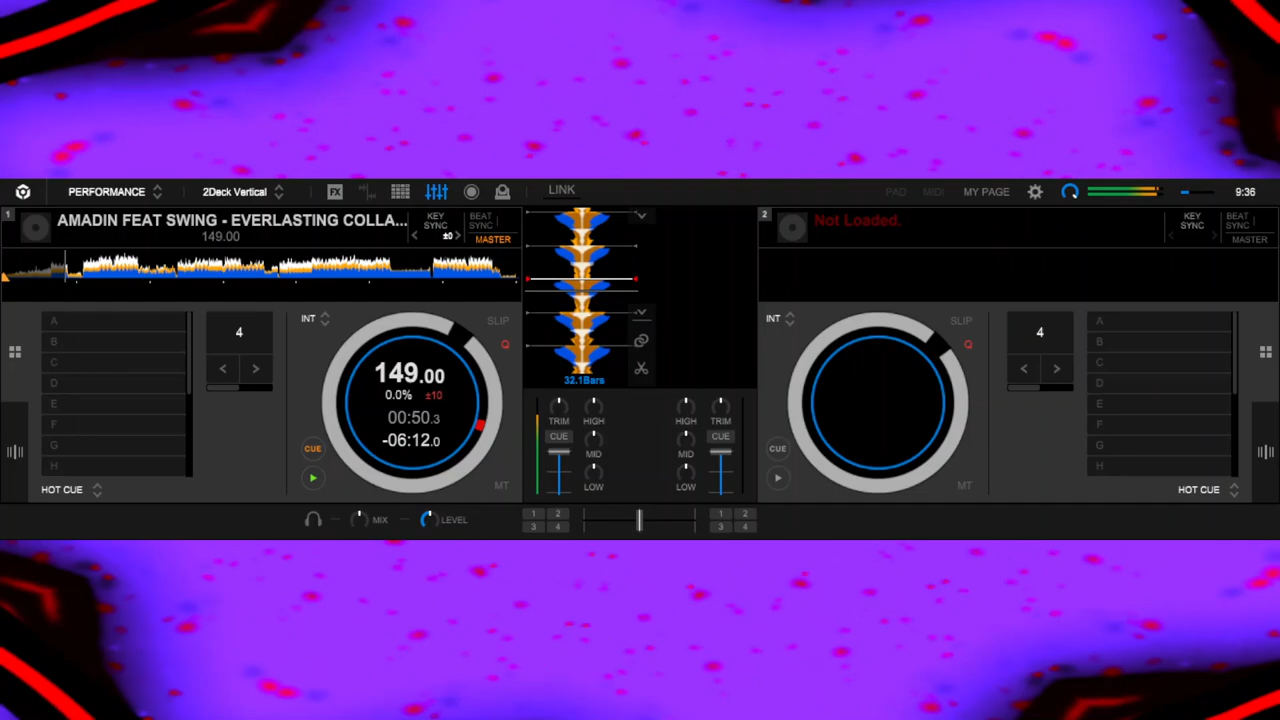 PERFORMANCE 2Deck Vertical FX LINK PAD MIDI MY PAGE 9:36
1 AMADIN FEAT SWING - EVERLASTING COLLA... KEY SYNC BEAT SYNC
149.00 ±0 MASTER
2 Not Loaded. KEY SYNC BEAT SYNC
MASTER
A
B
C
D
E
F
G
H
HOT CUE
4
INT SLIP
Q
149.00
0.0% ±10
00:50.3
-06:12.0
CUE
MT
32.1Bars
TRIM HIGH HIGH TRIM
CUE MID MID CUE
LOW LOW
INT SLIP
Q
CUE
MT
4
A
B
C
D
E
F
G
H
HOT CUE
MIX LEVEL
1 2 1 2
3 4 3 4